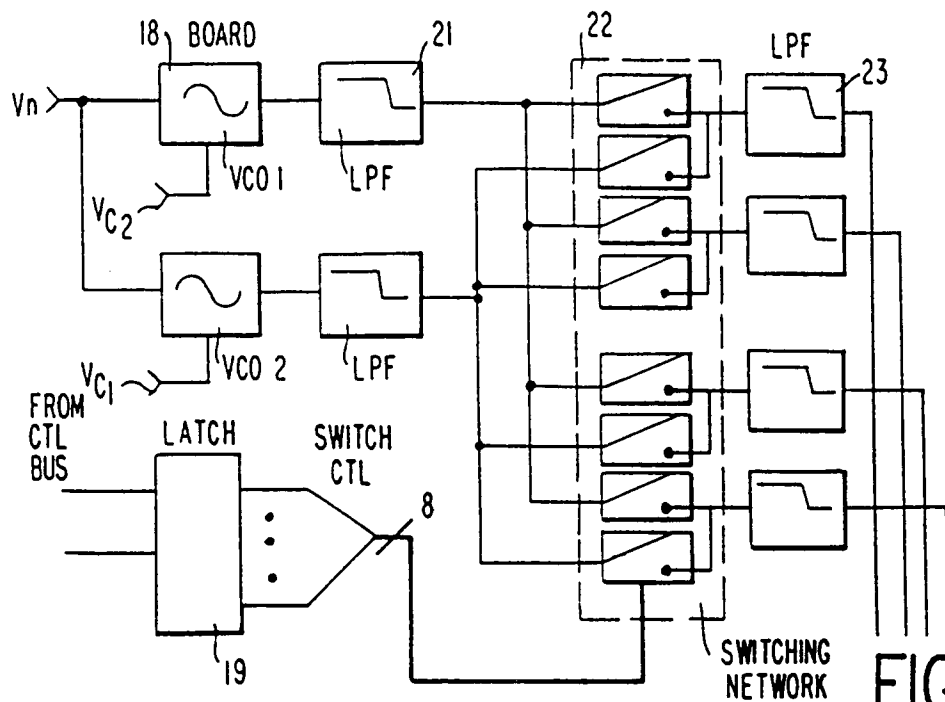 18 BOARD
21
22
LPF
23
Vn
VCO 1
LPF
VC2
VCO 2
LPF
VC1
FROM
CTL
BUS
LATCH
SWITCH
CTL
8
19
SWITCHING
NETWORK
FIG